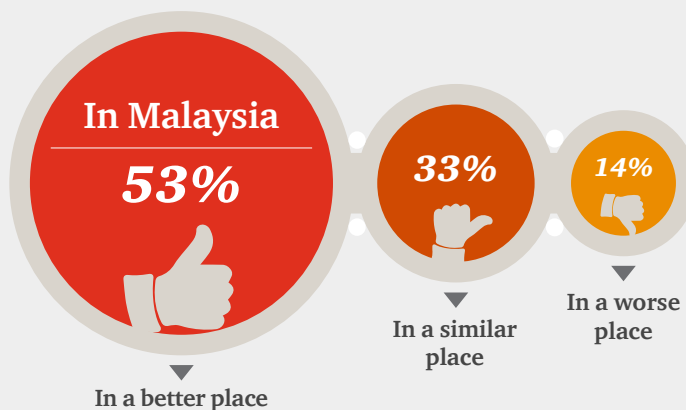 In Malaysia
53%
In a better place
33%
In a similar
place
14%
In a worse
place